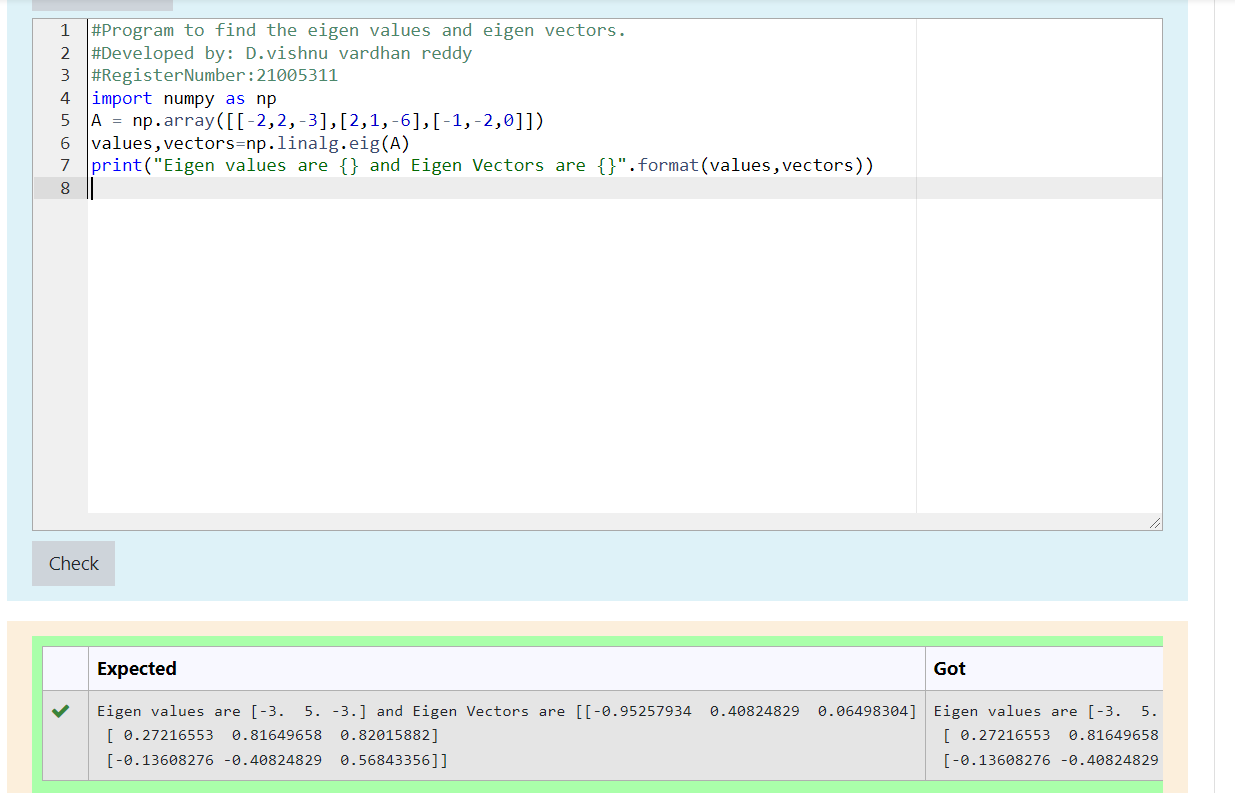 1 #Program to find the eigen values and eigen vectors.
2 #Developed by: D.vishnu vardhan reddy
3 #RegisterNumber:21005311
4 import numpy as np
5 A = np.array([[-2,2,-3],[2,1,-6],[-1,-2,0]])
6 values,vectors=np.linalg.eig(A)
7 print("Eigen values are {} and Eigen Vectors are {}".format(values,vectors))
8
Check
Expected Got
Eigen values are [-3.  5. -3.] and Eigen Vectors are [[-0.95257934  0.40824829  0.06498304] Eigen values are [-3.  5.
[ 0.27216553  0.81649658  0.82015882] [ 0.27216553  0.81649658
[-0.13608276 -0.40824829  0.56843356]] [-0.13608276 -0.40824829